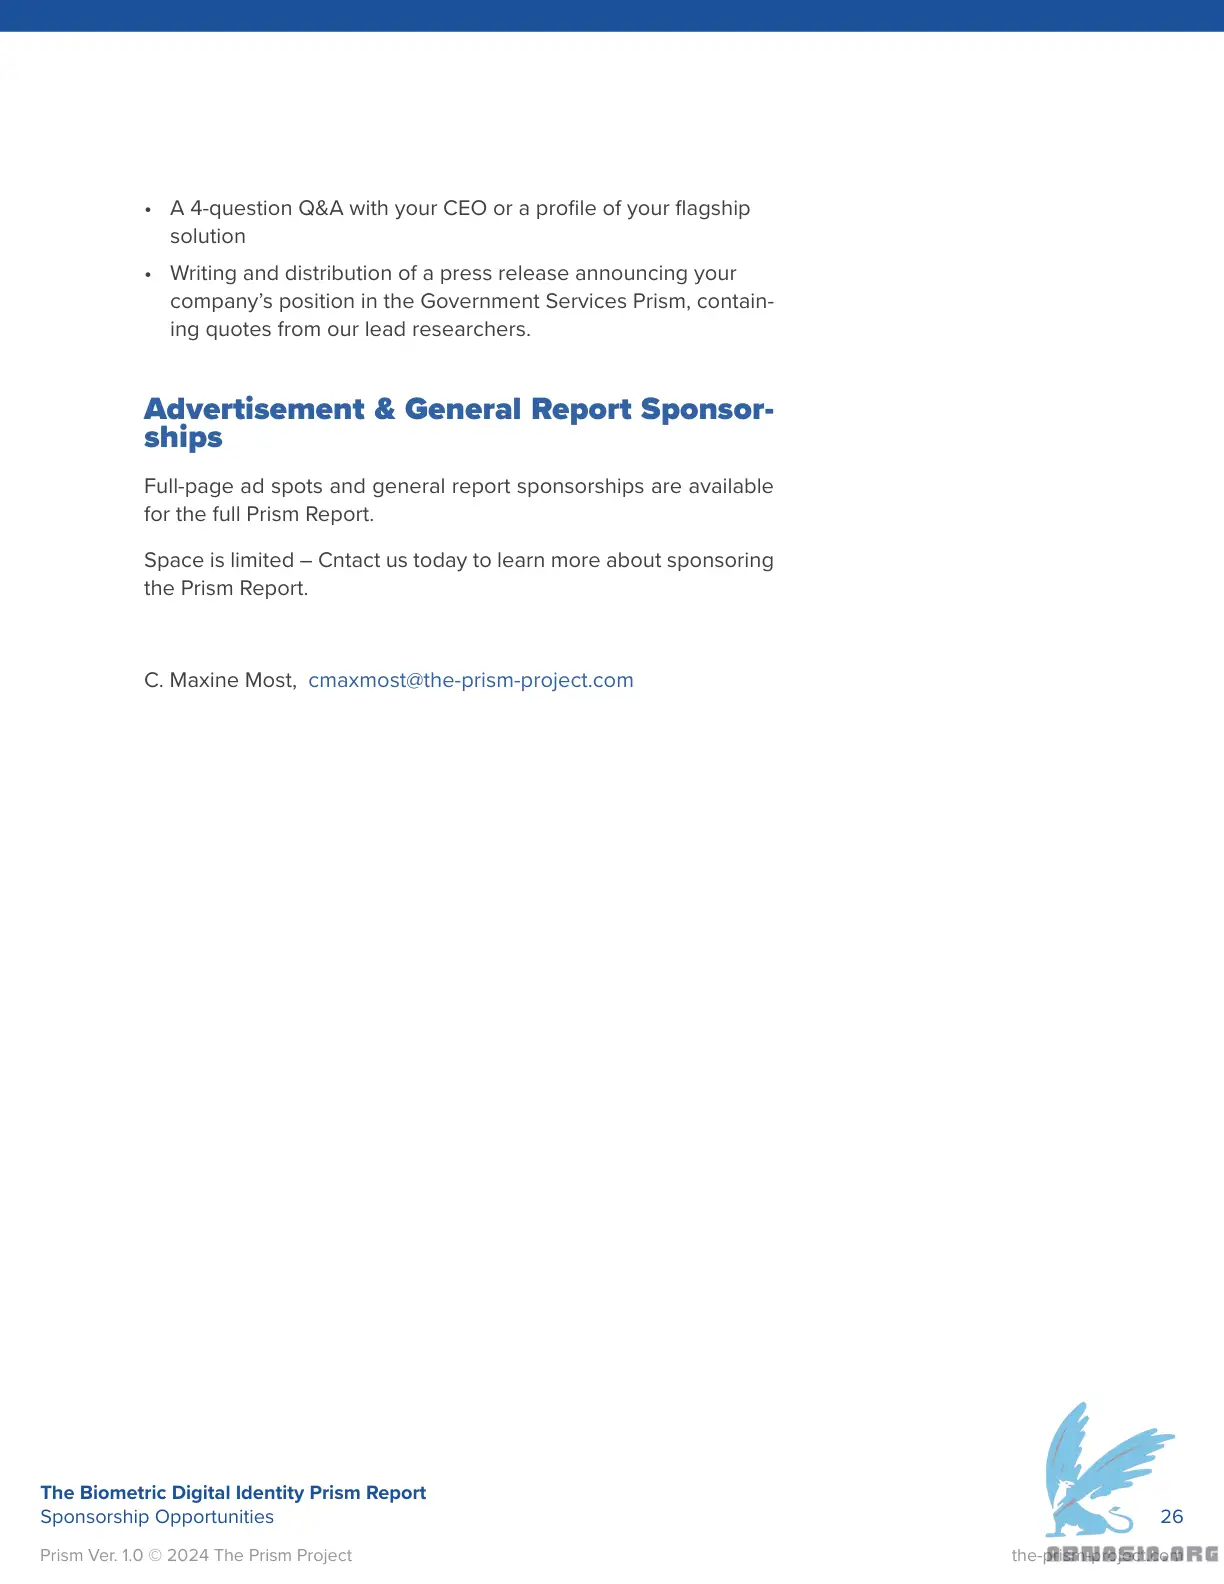 • A 4-question Q&A with your CEO or a profile of your flagship
solution
• Writing and distribution of a press release announcing your
company’s position in the Government Services Prism, contain-
ing quotes from our lead researchers.
Advertisement & General Report Sponsor-
ships
Full-page ad spots and general report sponsorships are available
for the full Prism Report.
Space is limited – Cntact us today to learn more about sponsoring
the Prism Report.
C. Maxine Most, cmaxmost@the-prism-project.com
The Biometric Digital Identity Prism Report
Sponsorship Opportunities
26
Prism Ver. 1.0 © 2024 The Prism Project
the-prism-project.com